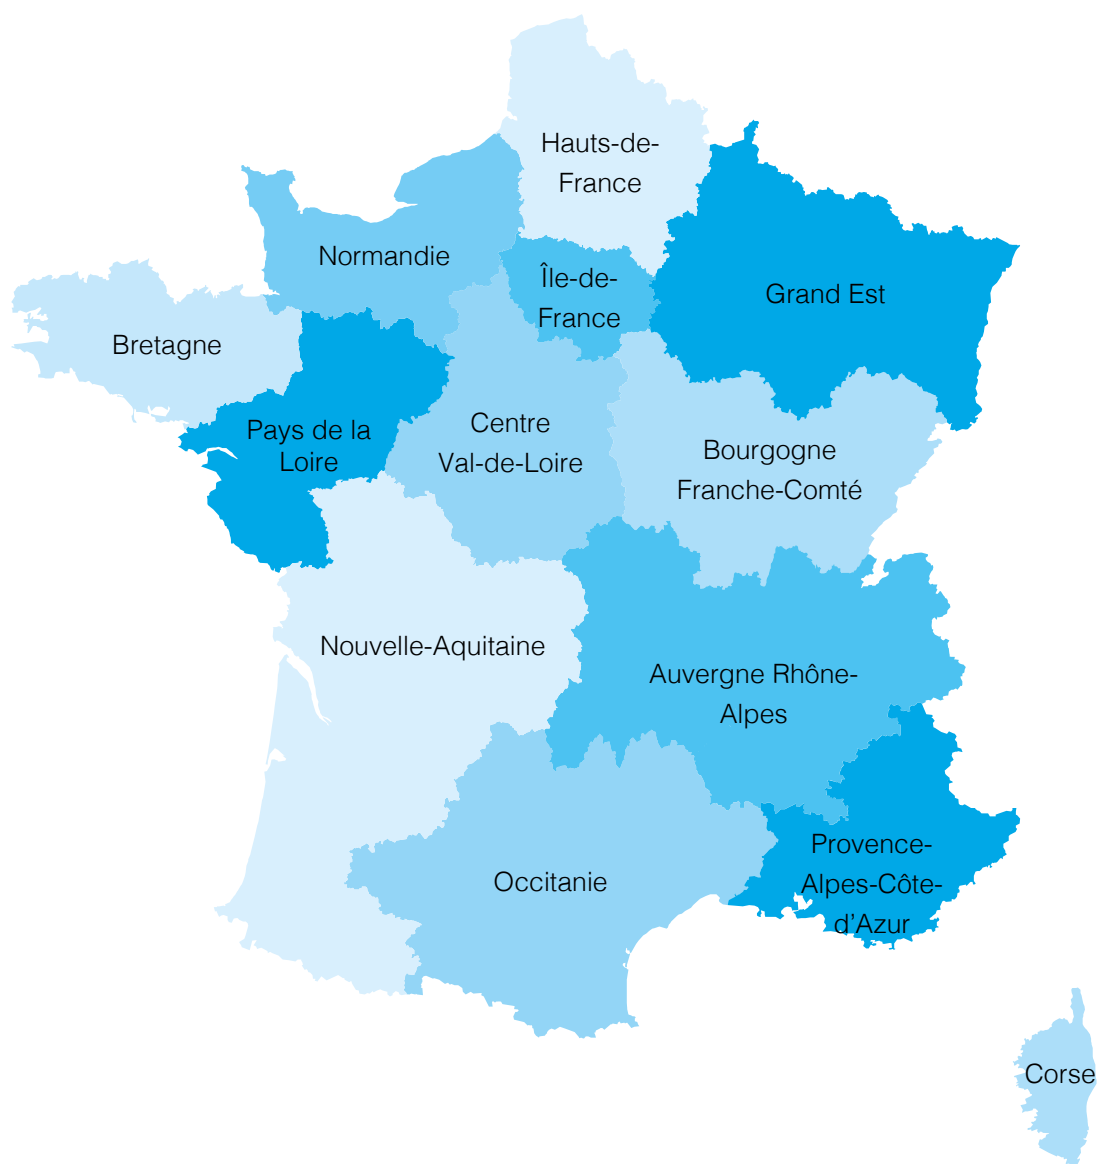 Hauts-de-
France
Normandie
Île-de-
France
Grand Est
Bretagne
Pays de la
Loire
Centre
Val-de-Loire
Bourgogne
Franche-Comté
Nouvelle-Aquitaine
Auvergne Rhône-
Alpes
Occitanie
Provence-
Alpes-Côte-
d’Azur
Corse